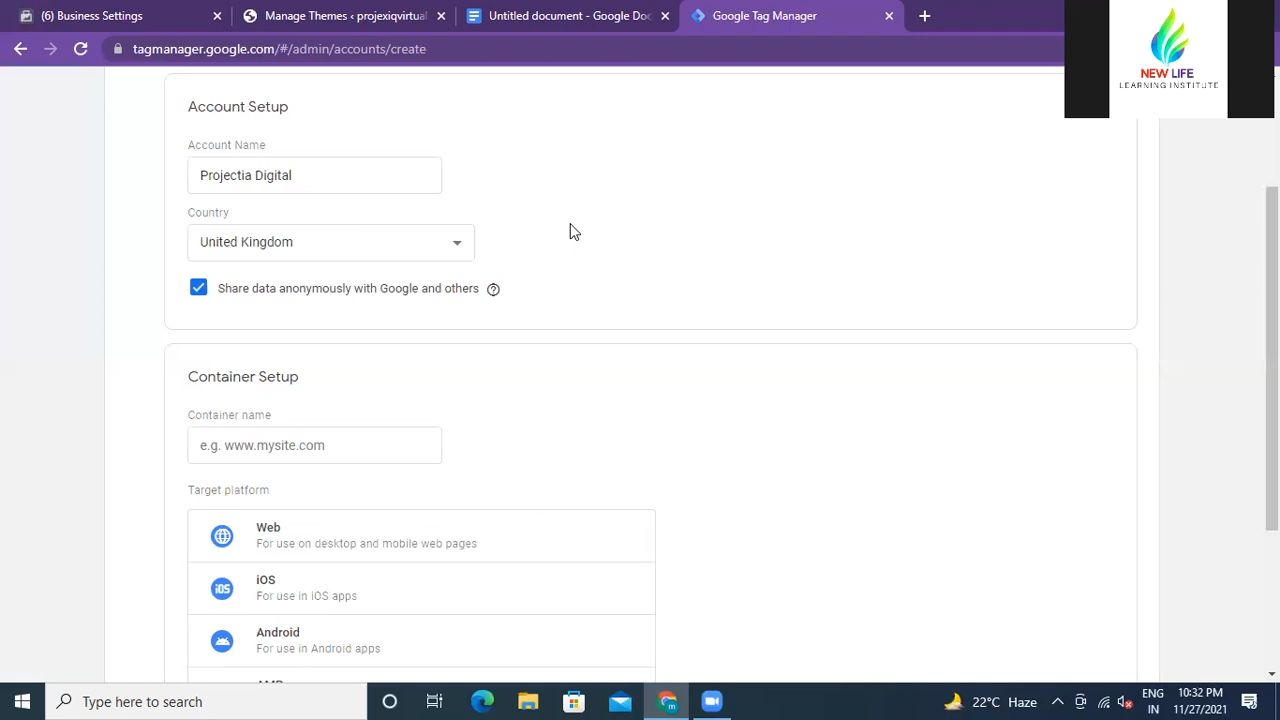 (6) Business Settings
Manage Themes ‹ projexiqvirtual
Untitled document - Google Doc
Google Tag Manager
tagmanager.google.com/#/admin/accounts/create
NEW LIFE
LEARNING INSTITUTE
Account Setup
Account Name
Projectia Digital
Country
United Kingdom
Share data anonymously with Google and others
Container Setup
Container name
e.g. www.mysite.com
Target platform
Web
For use on desktop and mobile web pages
iOS
iOS
For use in iOS apps
Android
For use in Android apps
AMP
Type here to search
22°C Haze
ENG
IN
10:32 PM
11/27/2021